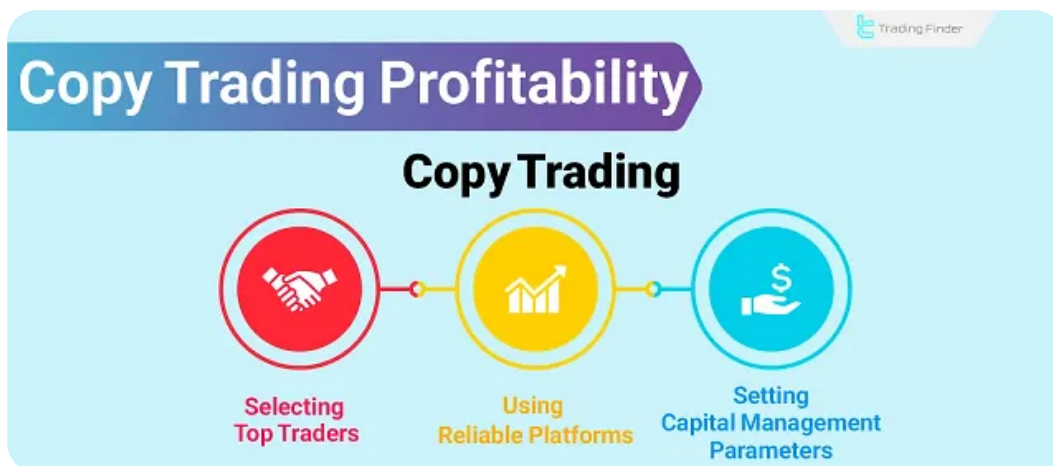 Trading Finder
Copy Trading Profitability
Copy Trading
Selecting
Top Traders
Using
Reliable Platforms
Setting
Capital Management
Parameters